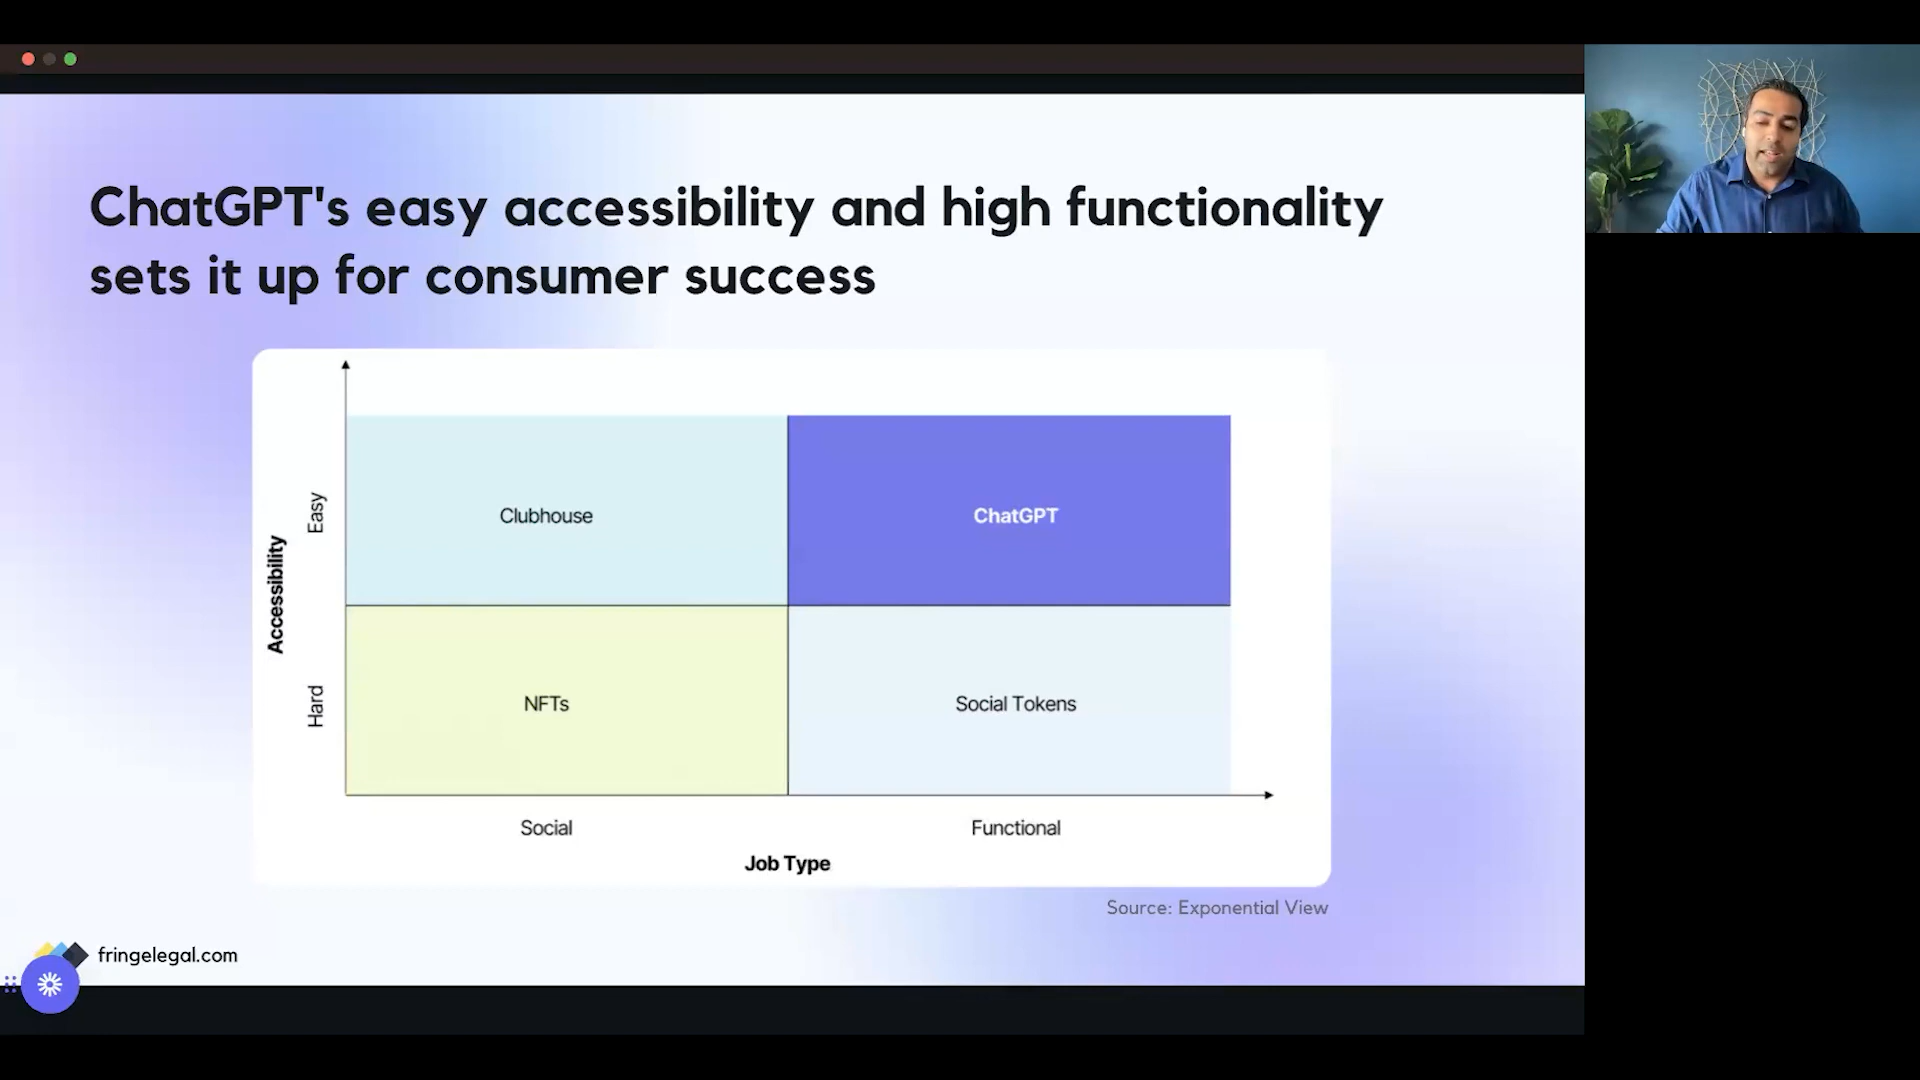 ChatGPT's easy accessibility and high functionality
sets it up for consumer success
Accessibility
Easy
Hard
Clubhouse
ChatGPT
NFTs
Social Tokens
Social
Functional
Job Type
Source: Exponential View
fringelegal.com